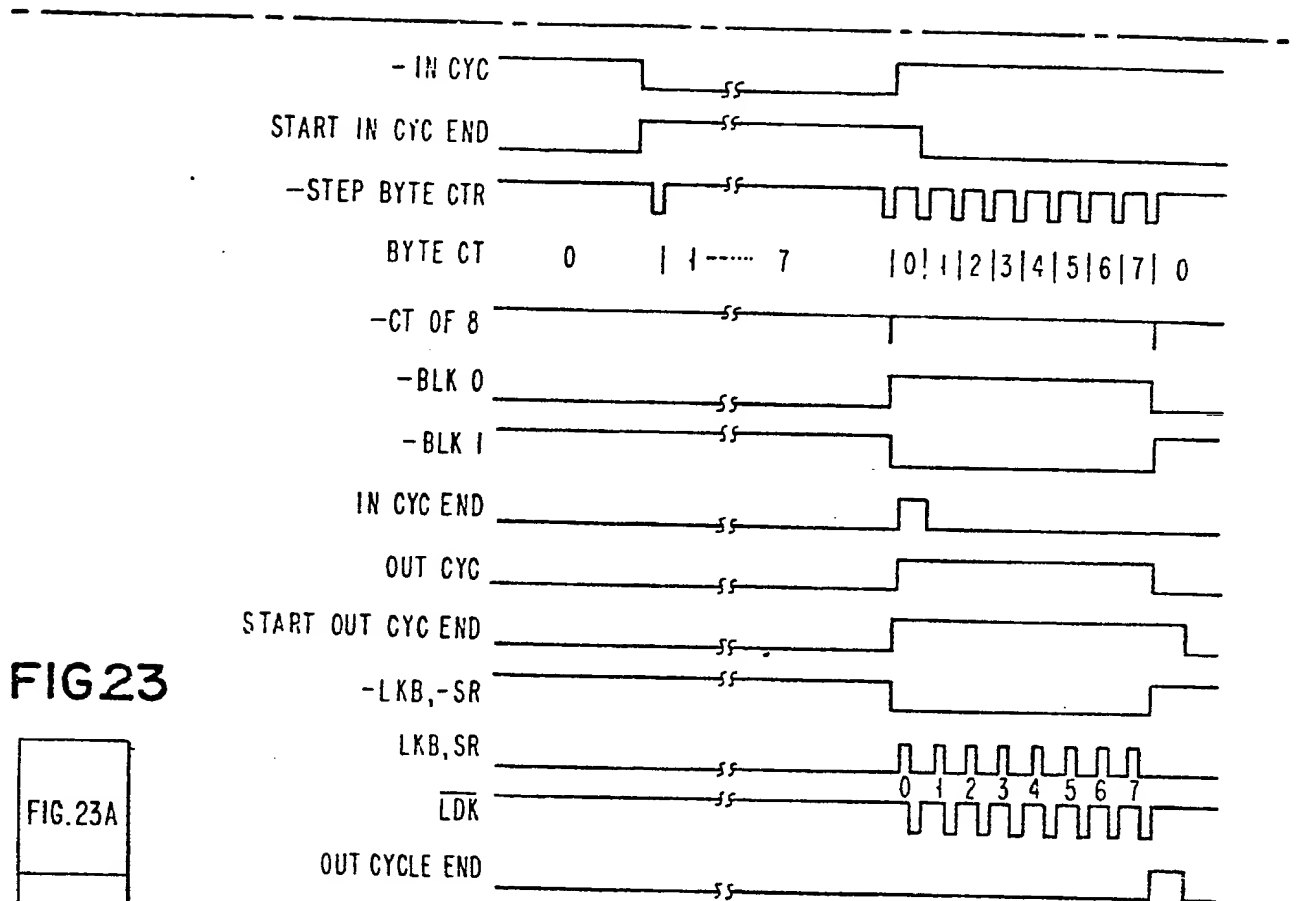 -IN CYC
START IN CYC END
-STEP BYTE CTR
BYTE CT 0 | 1 ------ 7 |0|1|2|3|4|5|6|7| 0
-CT OF 8
-BLK 0
-BLK 1
IN CYC END
OUT CYC
START OUT CYC END
FIG.23
-LKB,-SR
LKB,SR
0 1 2 3 4 5 6 7
LDK
FIG.23A
OUT CYCLE END